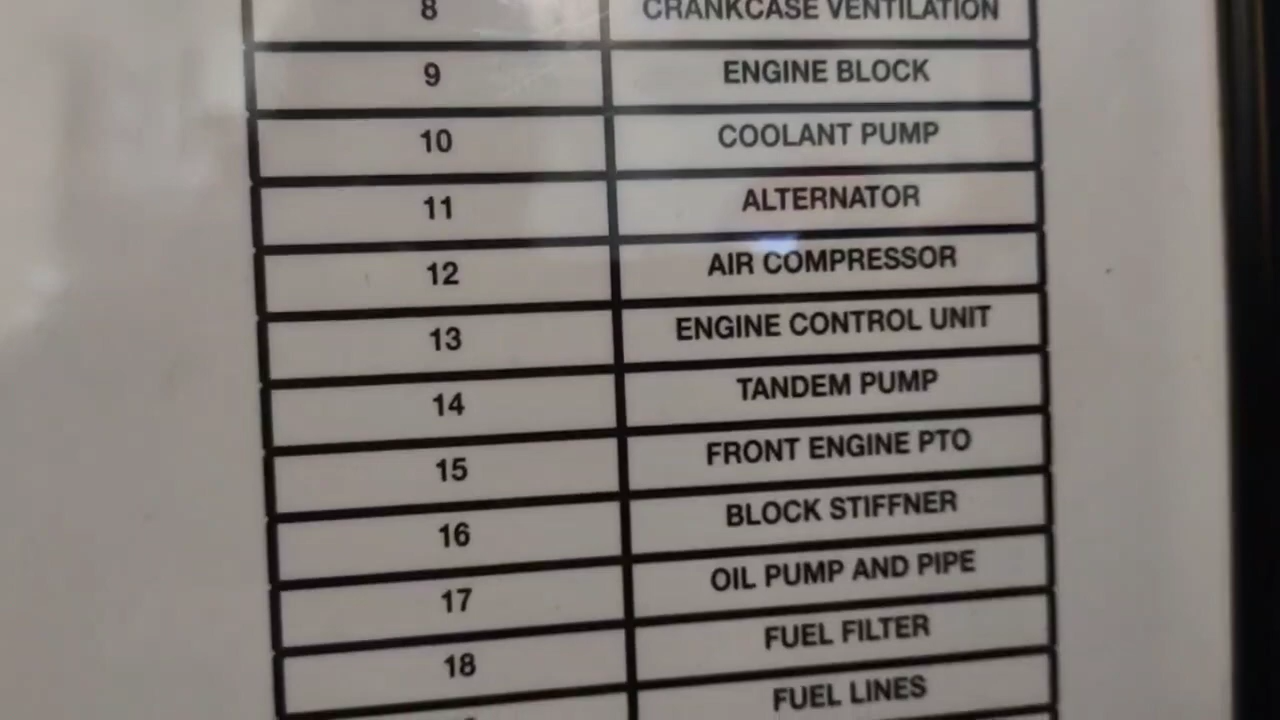 8 CRANKCASE VENTILATION
9 ENGINE BLOCK
10 COOLANT PUMP
11 ALTERNATOR
12 AIR COMPRESSOR
13 ENGINE CONTROL UNIT
14 TANDEM PUMP
15 FRONT ENGINE PTO
16 BLOCK STIFFNER
17 OIL PUMP AND PIPE
18 FUEL FILTER
FUEL LINES